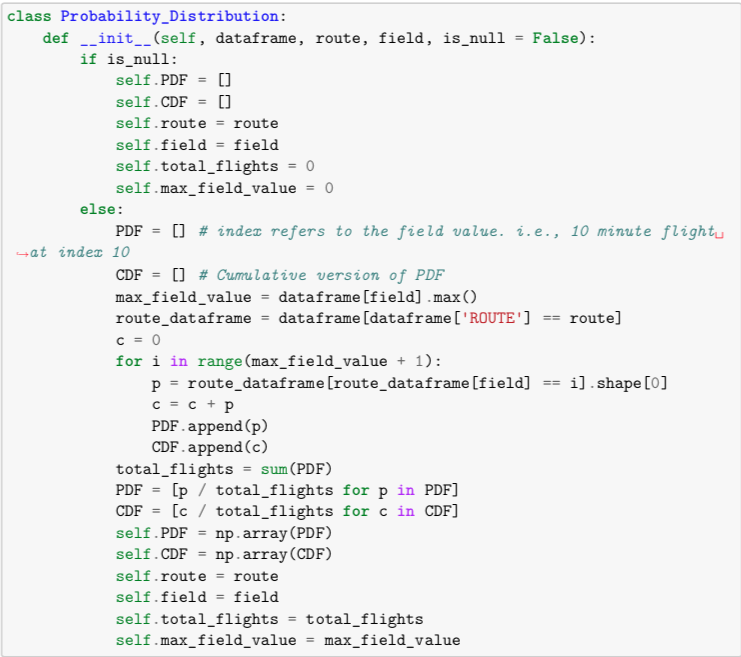 class Probability_Distribution:
    def __init__(self, dataframe, route, field, is_null = False):
        if is_null:
            self.PDF = []
            self.CDF = []
            self.route = route
            self.field = field
            self.total_flights = 0
            self.max_field_value = 0
        else:
            PDF = [] # index refers to the field value. i.e., 10 minute flight␣
↪at index 10
            CDF = [] # Cumulative version of PDF
            max_field_value = dataframe[field].max()
            route_dataframe = dataframe[dataframe['ROUTE'] == route]
            c = 0
            for i in range(max_field_value + 1):
                p = route_dataframe[route_dataframe[field] == i].shape[0]
                c = c + p
                PDF.append(p)
                CDF.append(c)
            total_flights = sum(PDF)
            PDF = [p / total_flights for p in PDF]
            CDF = [c / total_flights for c in CDF]
            self.PDF = np.array(PDF)
            self.CDF = np.array(CDF)
            self.route = route
            self.field = field
            self.total_flights = total_flights
            self.max_field_value = max_field_value